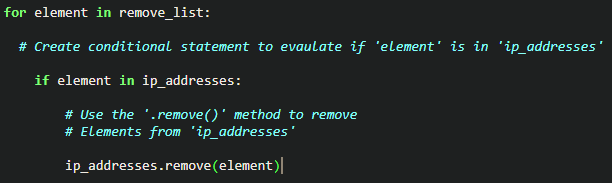 for element in remove_list:
# Create conditional statement to evaulate if 'element' is in 'ip_addresses'
if element in ip_addresses:
# Use the '.remove()' method to remove
# Elements from 'ip_addresses'
ip_addresses.remove(element)